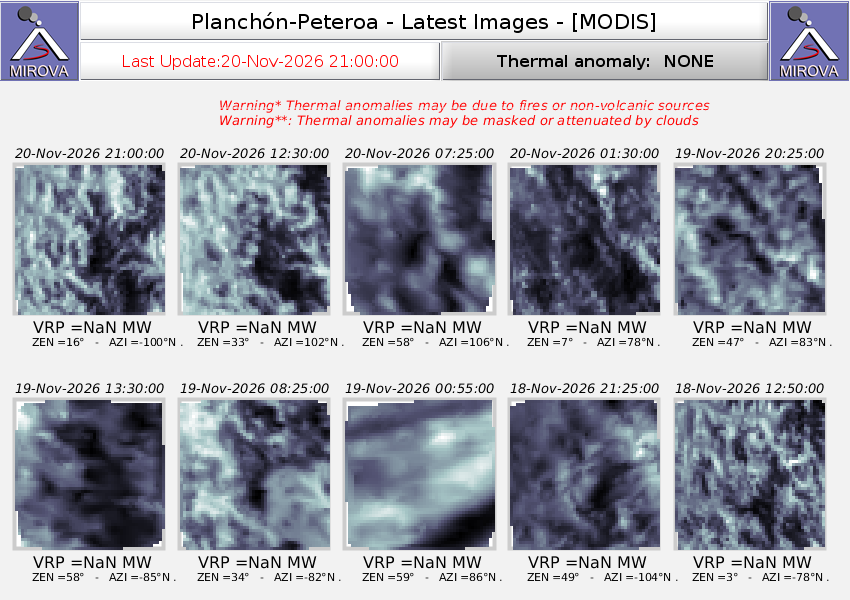 Planchón-Peteroa - Latest Images - [MODIS]
MIROVA
MIROVA
Last Update:20-Nov-2026 21:00:00
Thermal anomaly: NONE
Warning* Thermal anomalies may be due to fires or non-volcanic sources
Warning**: Thermal anomalies may be masked or attenuated by clouds
20-Nov-2026 21:00:00 20-Nov-2026 12:30:00 20-Nov-2026 07:25:00 20-Nov-2026 01:30:00 19-Nov-2026 20:25:00
VRP =NaN MW VRP =NaN MW VRP =NaN MW VRP =NaN MW VRP =NaN MW
ZEN =16° - AZI =-100°N . ZEN =33° - AZI =102°N . ZEN =58° - AZI =106°N . ZEN =7° - AZI =78°N . ZEN =47° - AZI =83°N .
19-Nov-2026 13:30:00 19-Nov-2026 08:25:00 19-Nov-2026 00:55:00 18-Nov-2026 21:25:00 18-Nov-2026 12:50:00
VRP =NaN MW VRP =NaN MW VRP =NaN MW VRP =NaN MW VRP =NaN MW
ZEN =58° - AZI =-85°N . ZEN =34° - AZI =-82°N . ZEN =59° - AZI =86°N . ZEN =49° - AZI =-104°N . ZEN =3° - AZI =-78°N .